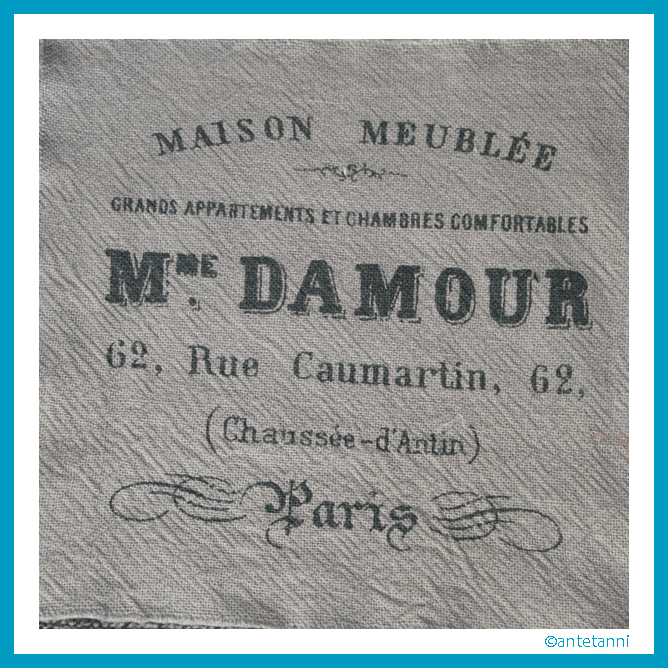 MAISON MEUBLÉE
GRANDS APPARTEMENTS ET CHAMBRES COMFORTABLES
MME. DAMOUR
62, Rue Caumartin, 62,
(Chaussée-d'Antin)
Paris
©antetanni